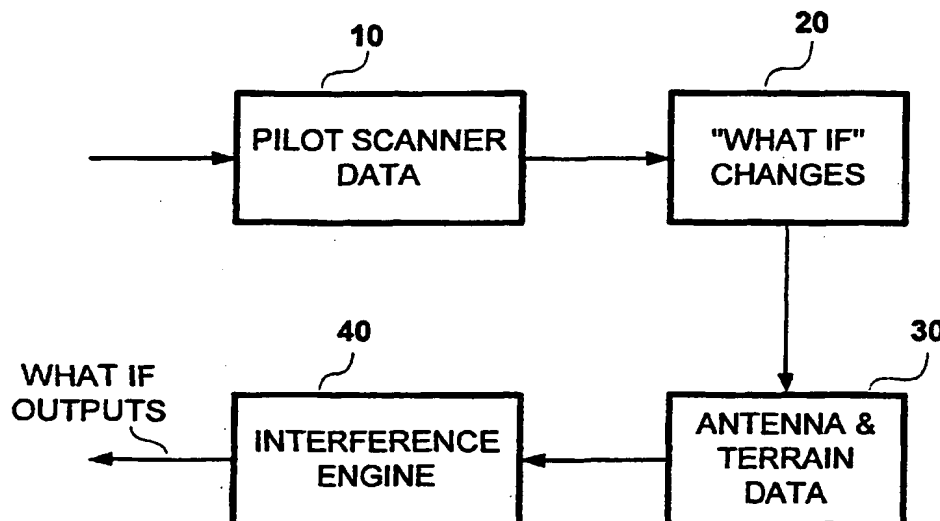 10
20
PILOT SCANNER
DATA
"WHAT IF"
CHANGES
40
30
WHAT IF
OUTPUTS
INTERFERENCE
ENGINE
ANTENNA &
TERRAIN
DATA